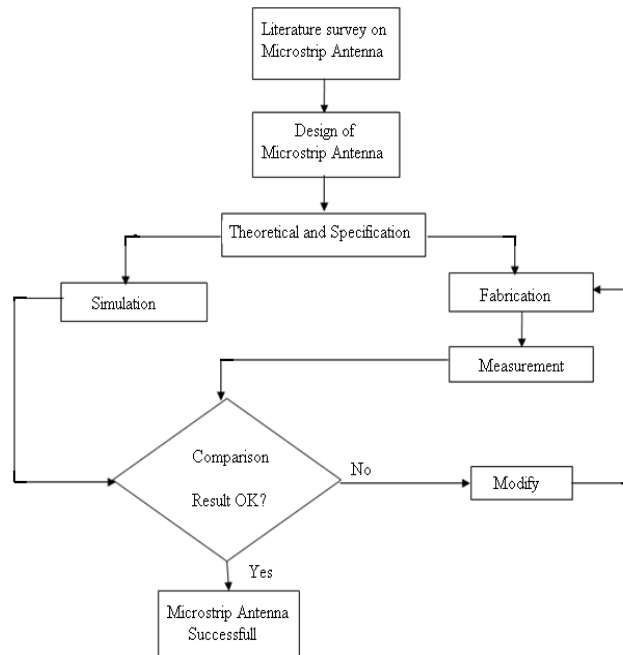 Literature survey on
Microstrip Antenna
Design of
Microstrip Antenna
Theoretical and Specification
Simulation
Fabrication
Measurement
Comparison
Result OK?
No
Modify
Yes
Microstrip Antenna
Successfull